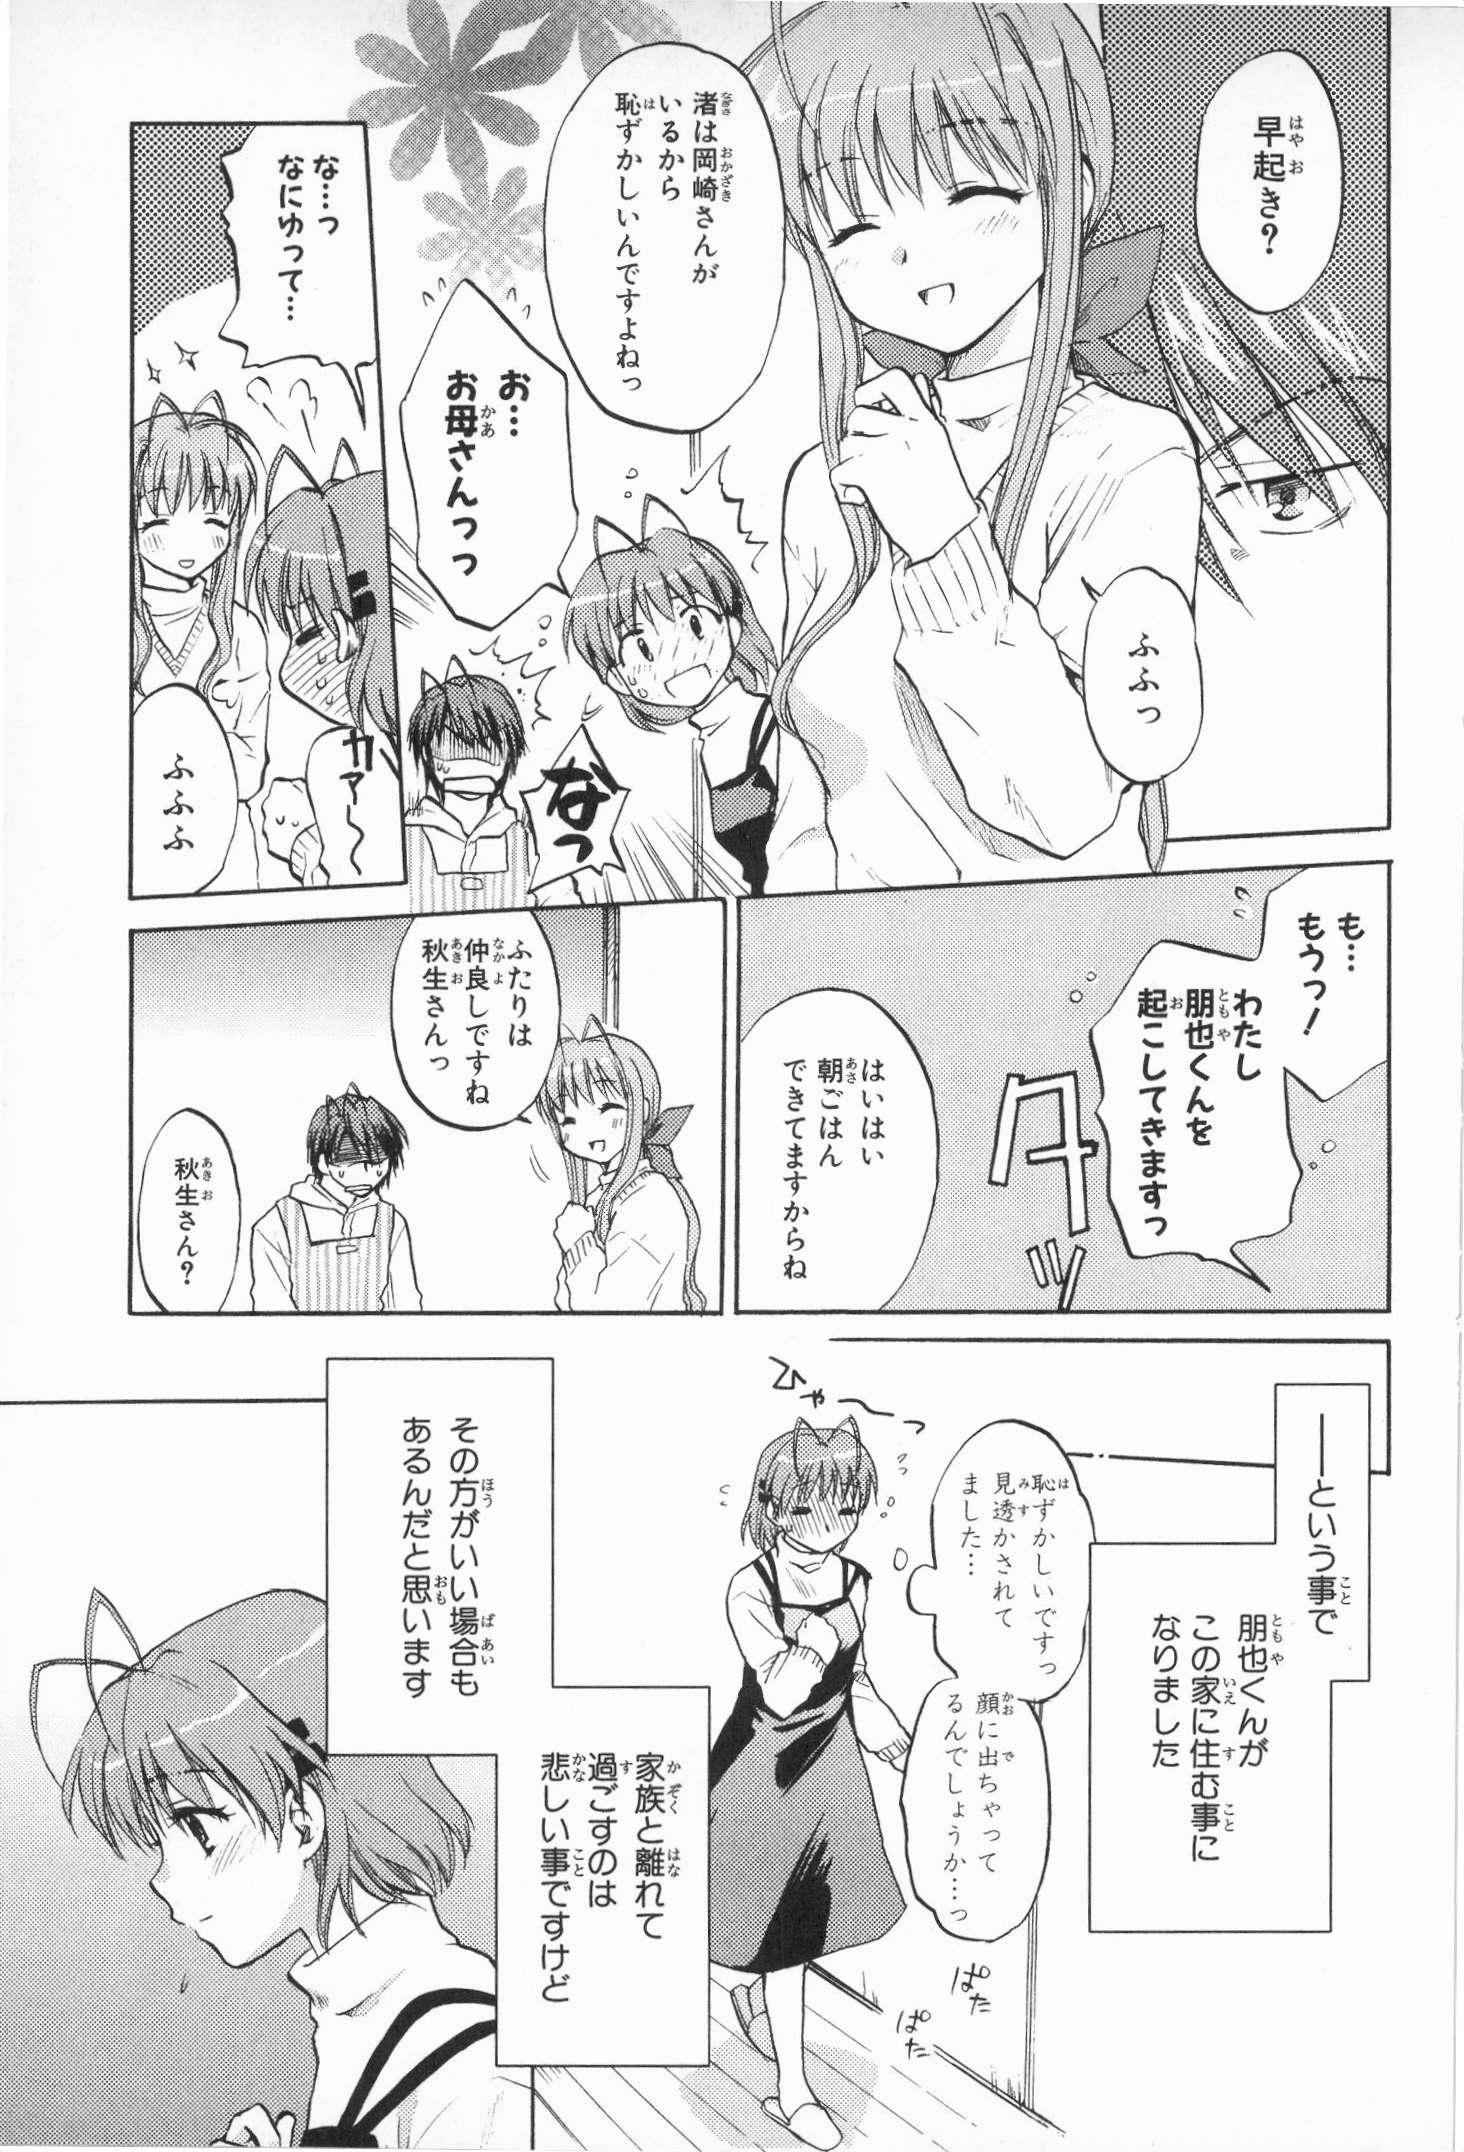 早起き？
ふふっ
渚は岡崎さんが
いるから
恥ずかしいんですよねっ
お…
お母さんっっ
なっ
な…っ
なにゆって…
カァ〜〜
ふふふ
も…
もうっ！
わたし
朋也くんを
起こしてきますっ
タタッ
はいはい
朝ごはん
できてますからね
ふたりは
仲良しですね
秋生さんっ
秋生さん？
──という事で
朋也くんが
この家に住む事に
なりました
ひゃ〜っ
恥ずかしいですっ
見透かされて
ました…
顔に出ちゃって
るんでしょうか…っ
ぱた
ぱた
家族と離れて
過ごすのは
悲しい事ですけど
その方がいい場合も
あるんだと思います